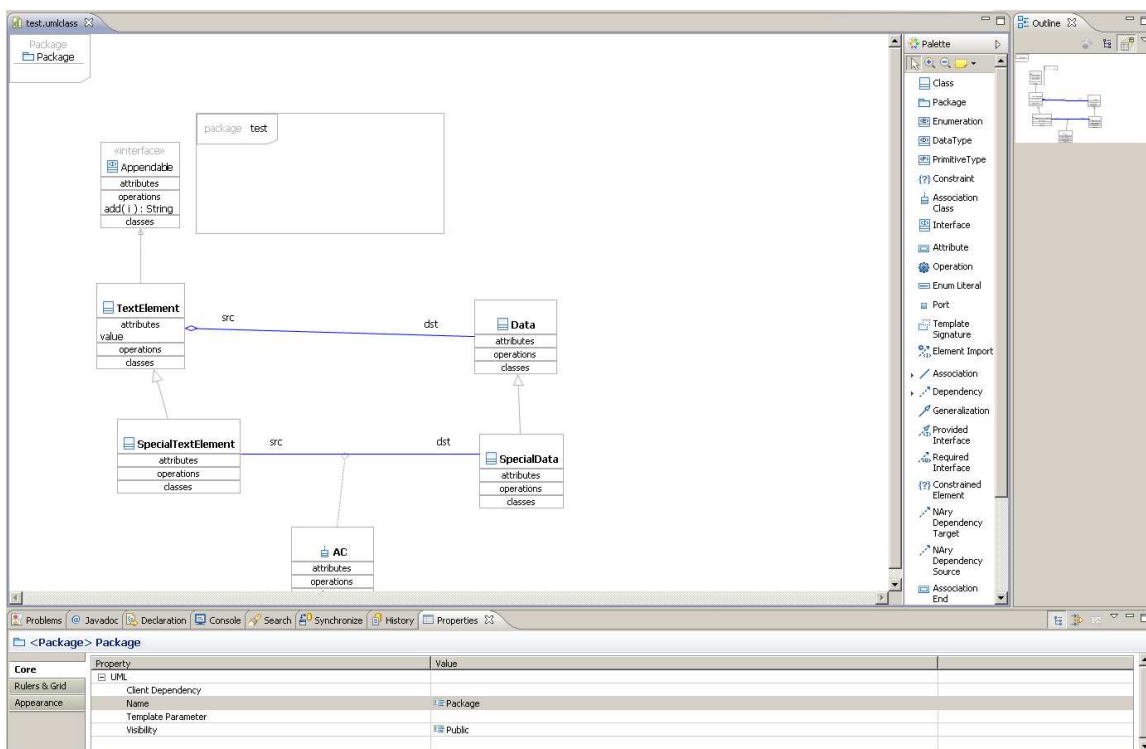 test.umlclass
Package
Package
package test
«interface»
Appendable
attributes
operations
add( i ) : String
classes
TextElement
attributes
value
operations
classes
src
dst
Data
attributes
operations
classes
SpecialTextElement
attributes
operations
classes
src
dst
SpecialData
attributes
operations
classes
AC
attributes
operations
Palette
Class
Package
Enumeration
DataType
PrimitiveType
Constraint
Association
Class
Interface
Attribute
Operation
Enum Literal
Port
Template
Signature
Element Import
Association
Dependency
Generalization
Provided
Interface
Required
Interface
Constrained
Element
NAry
Dependency
Target
NAry
Dependency
Source
Association
End
Outline
Problems @ Javadoc Declaration Console Search Synchronize History Properties
<Package> Package
Core
Rulers & Grid
Appearance
Property Value
UML
Client Dependency
Name Package
Template Parameter
Visibility Public